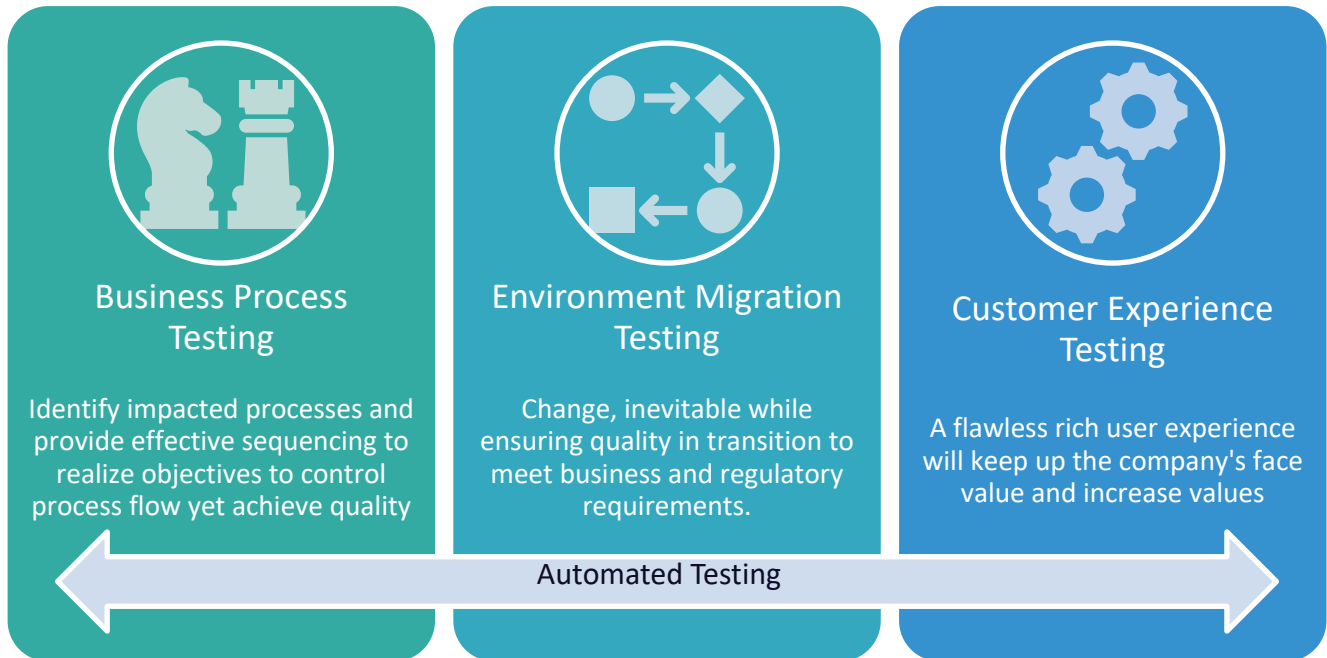 Business Process
Testing
Identify impacted processes and
provide effective sequencing to
realize objectives to control
process flow yet achieve quality
Environment Migration
Testing
Change, inevitable while
ensuring quality in transition to
meet business and regulatory
requirements.
Customer Experience
Testing
A flawless rich user experience
will keep up the company's face
value and increase values
Automated Testing